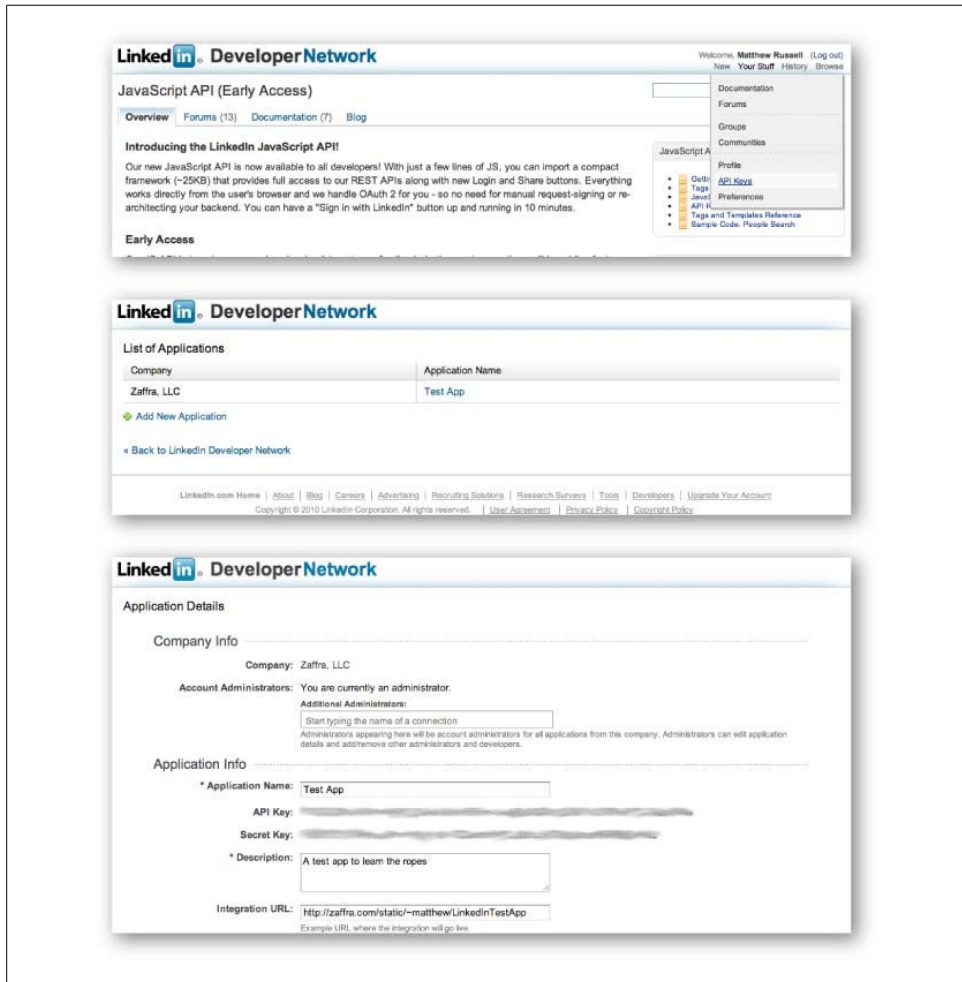 Linked in® DeveloperNetwork
Welcome, Matthew Russell (Log out)
New Your Stuff History Browse
JavaScript API (Early Access)
Documentation
Forums
Groups
Communities
Profile
API Keys
Preferences
Overview Forums (13) Documentation (7) Blog
Introducing the LinkedIn JavaScript API!
Our new JavaScript API is now available to all developers! With just a few lines of JS, you can import a compact
framework (~25KB) that provides full access to our REST APIs along with new Login and Share buttons. Everything
works directly from the user's browser and we handle OAuth 2 for you - so no need for manual request-signing or re-
architecting your backend. You can have a "Sign in with LinkedIn" button up and running in 10 minutes.
Early Access
JavaScript A
Getti
Tags
JavaS
API R
Tags and Templates Reference
Sample Code: People Search
Linked in® DeveloperNetwork
List of Applications
Company Application Name
Zaffra, LLC Test App
Add New Application
« Back to LinkedIn Developer Network
LinkedIn.com Home | About | Blog | Careers | Advertising | Recruiting Solutions | Research Surveys | Tools | Developers | Upgrade Your Account
Copyright © 2010 LinkedIn Corporation. All rights reserved. | User Agreement | Privacy Policy | Copyright Policy
Linked in® DeveloperNetwork
Application Details
Company Info
Company: Zaffra, LLC
Account Administrators: You are currently an administrator.
Additional Administrators:
Start typing the name of a connection
Administrators appearing here will be account administrators for all applications from this company. Administrators can edit application
details and add/remove other administrators and developers.
Application Info
* Application Name: Test App
API Key:
Secret Key:
* Description: A test app to learn the ropes
Integration URL: http://zaffra.com/static/~matthew/LinkedInTestApp
Example URL where the integration will go live.